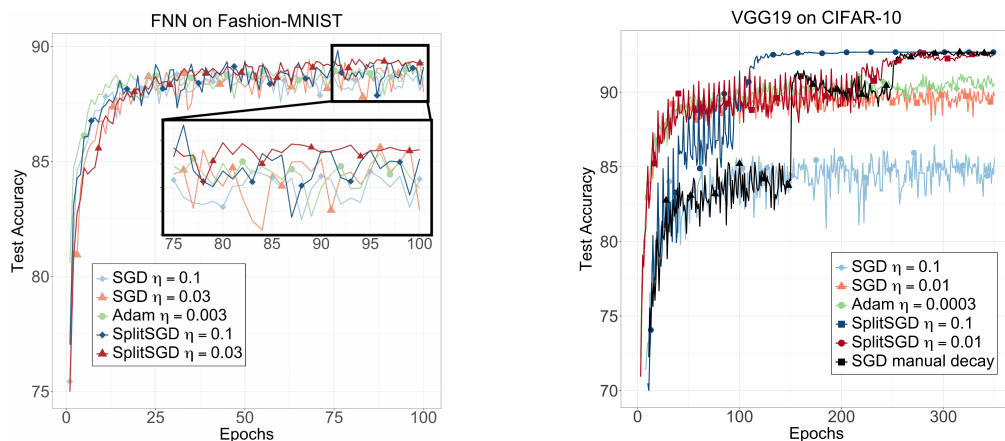 FNN on Fashion-MNIST
90
85
80
75
Test Accuracy
75 80 85 90 95 100
SGD η = 0.1
SGD η = 0.03
Adam η = 0.003
SplitSGD η = 0.1
SplitSGD η = 0.03
0 25 50 75 100
Epochs
VGG19 on CIFAR-10
90
85
80
75
70
Test Accuracy
SGD η = 0.1
SGD η = 0.01
Adam η = 0.0003
SplitSGD η = 0.1
SplitSGD η = 0.01
SGD manual decay
0 100 200 300
Epochs